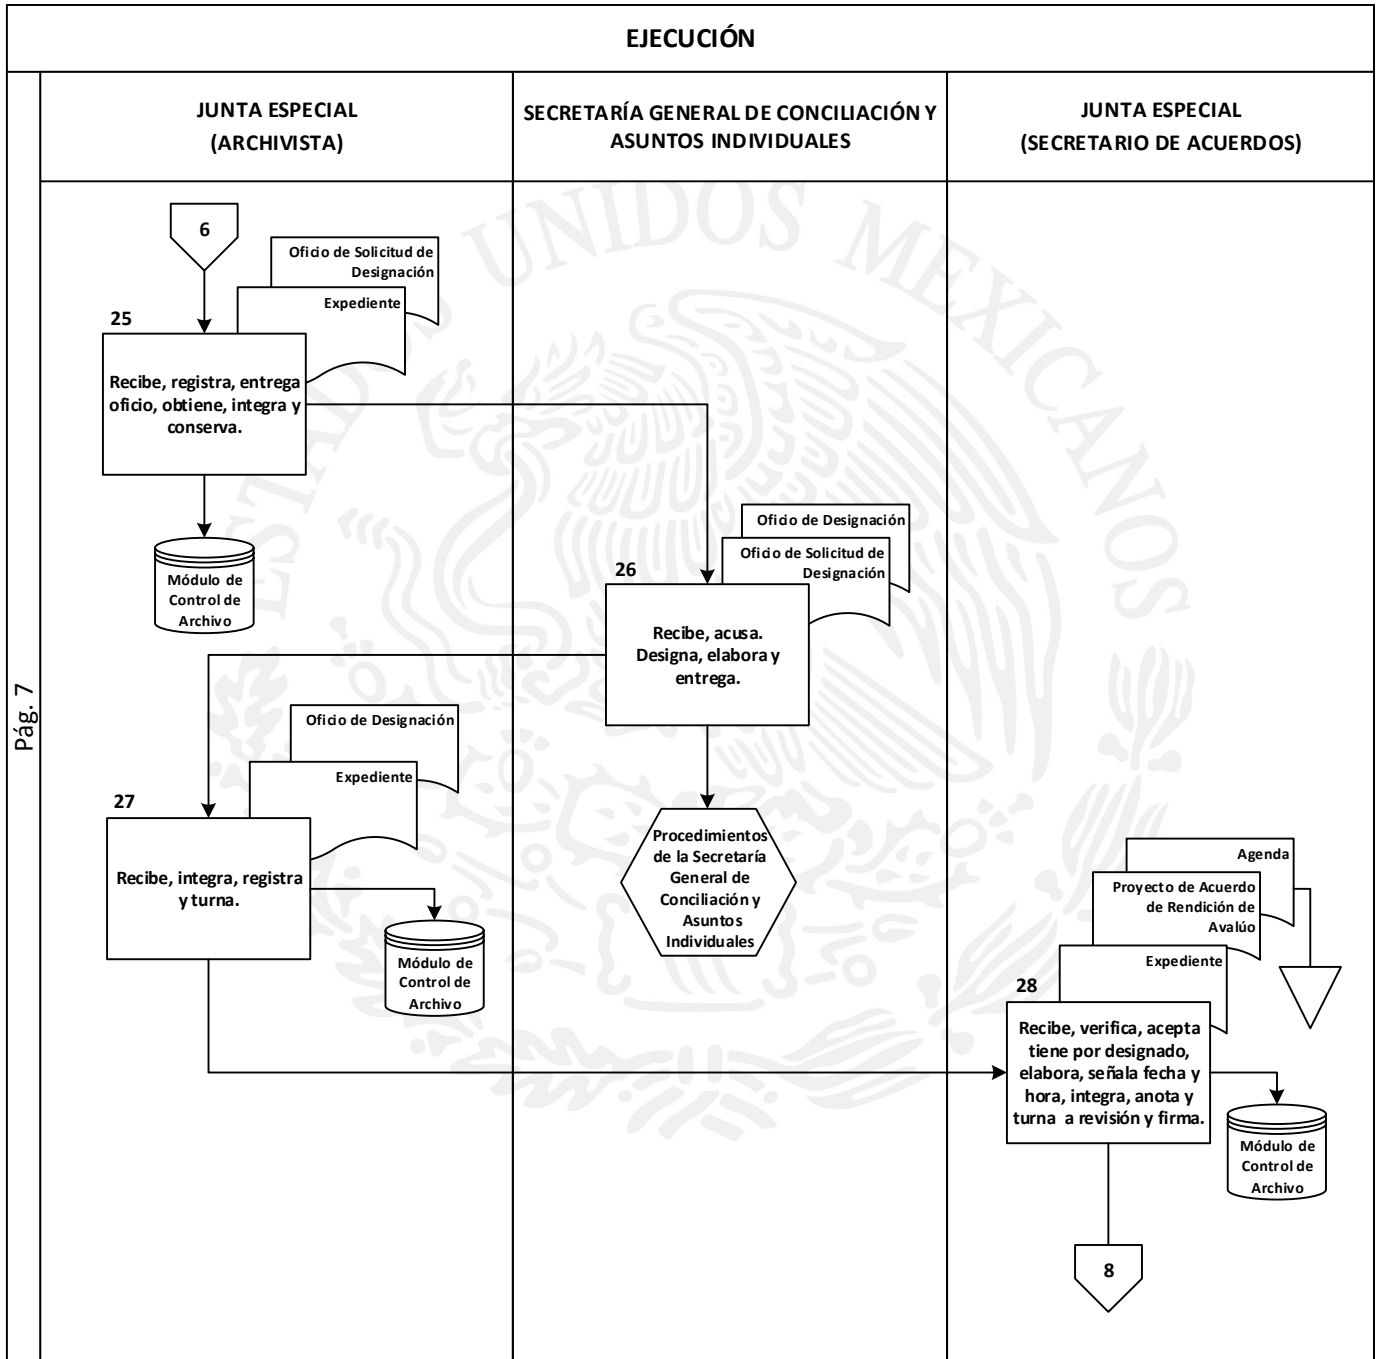 EJECUCIÓN
JUNTA ESPECIAL
(ARCHIVISTA)
SECRETARÍA GENERAL DE CONCILIACIÓN Y
ASUNTOS INDIVIDUALES
JUNTA ESPECIAL
(SECRETARIO DE ACUERDOS)
Pág. 7
ESTADOS UNIDOS MEXICANOS
6
Oficio de Solicitud de
Designación
Expediente
25
Recibe, registra, entrega
oficio, obtiene, integra y
conserva.
Módulo de
Control de
Archivo
Oficio de Designación
Oficio de Solicitud de
Designación
26
Recibe, acusa.
Designa, elabora y
entrega.
Procedimientos
de la Secretaría
General de
Conciliación y
Asuntos
Individuales
Oficio de Designación
Expediente
27
Recibe, integra, registra
y turna.
Módulo de
Control de
Archivo
Agenda
Proyecto de Acuerdo
de Rendición de
Avalúo
Expediente
28
Recibe, verifica, acepta
tiene por designado,
elabora, señala fecha y
hora, integra, anota y
turna a revisión y firma.
Módulo de
Control de
Archivo
8